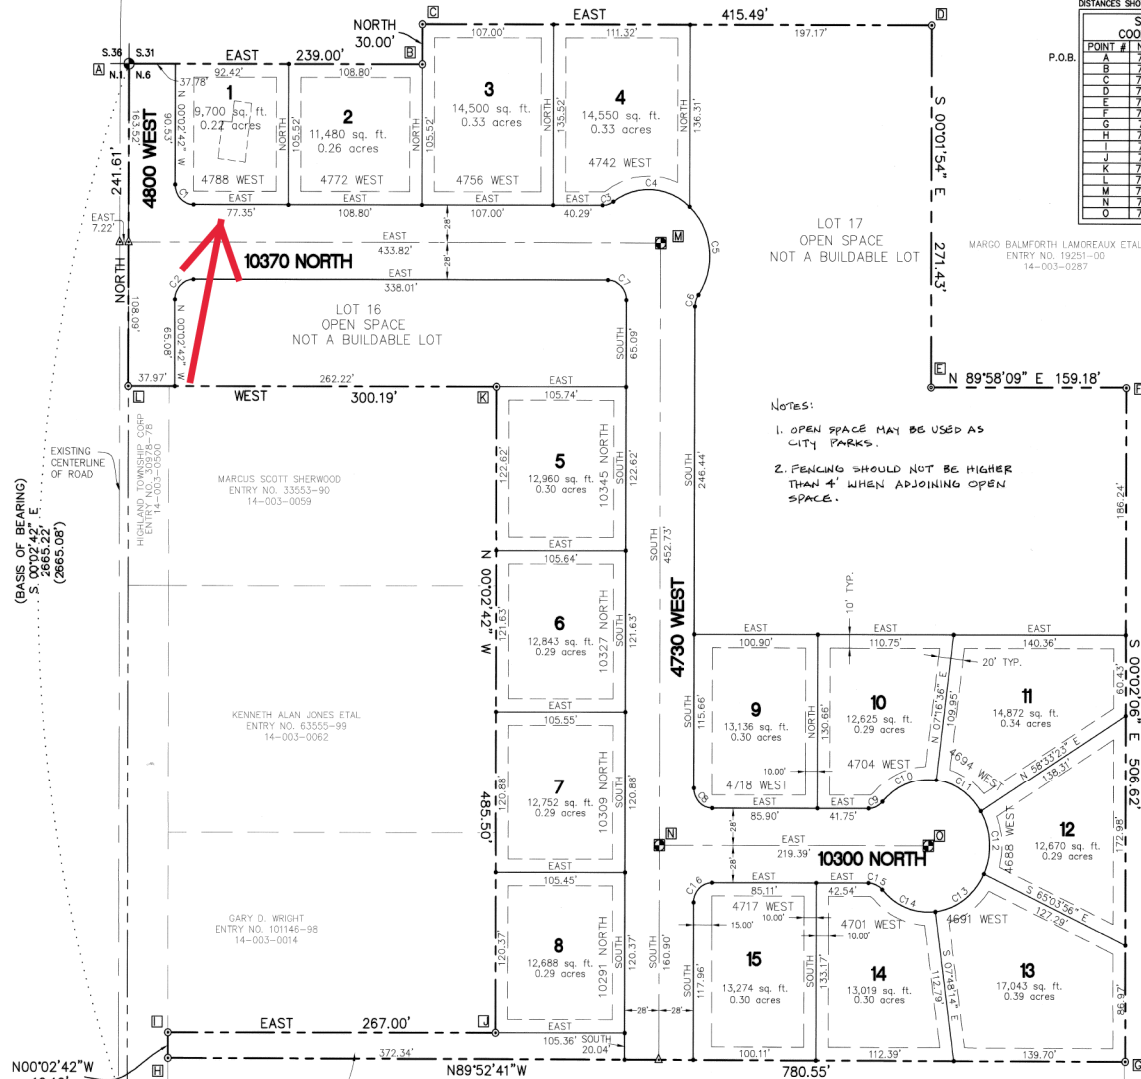 DISTANCES SHO
S
COO
POINT # N
A 7
B 7
C 7
D 7
E 7
F 7
G
H 7
I
J 7
K 7
L 7
M 7
N 7
O 7
P.O.B.
C
EAST 415.49'
D
NORTH
30.00'
107.00'
111.32'
197.17'
S.36 S.31
A
N.1 N.6
EAST 239.00'
B
37.78'
92.42'
108.80'
1
9,700 sq. ft.
0.22 acres
4788 WEST
2
11,480 sq. ft.
0.26 acres
4772 WEST
3
14,500 sq. ft.
0.33 acres
4756 WEST
4
14,550 sq. ft.
0.33 acres
4742 WEST
163.52'
90.53'
N 00°02'42" W
NORTH
105.52'
NORTH
105.52'
NORTH
135.52'
NORTH
136.31'
S 00°01'54" E
271.43'
241.61'
4800 WEST
C1
EAST
77.35'
EAST
108.80'
EAST
107.00'
EAST
40.29'
C3
C4
C5
C6
EAST
7.22'
28'
28'
EAST
433.82'
M
10370 NORTH
LOT 17
OPEN SPACE
NOT A BUILDABLE LOT
MARGO BALMFORTH LAMOREAUX ETAL
ENTRY NO. 19251-00
14-003-0287
NORTH
108.09'
C2
EAST
338.01'
C7
N 00°02'42" W
65.08'
LOT 16
OPEN SPACE
NOT A BUILDABLE LOT
SOUTH
65.09'
37.97'
262.22'
L
WEST 300.19'
K
EAST
105.74'
E
N 89°58'09" E 159.18'
NOTES:
1. OPEN SPACE MAY BE USED AS
CITY PARKS.
2. FENCING SHOULD NOT BE HIGHER
THAN 4' WHEN ADJOINING OPEN
SPACE.
EXISTING
CENTERLINE
OF ROAD
HIGHLAND TOWNSHIP CORP
ENTRY NO. 30978-78
14-003-0500
MARCUS SCOTT SHERWOOD
ENTRY NO. 33553-90
14-003-0059
(BASIS OF BEARING)
S. 00°02'42" E
2665.22'
(2665.08')
122.62'
5
12,960 sq. ft.
0.30 acres
10345 NORTH
SOUTH
122.62'
SOUTH
246.44'
186.24'
EAST
105.64'
SOUTH
452.73'
N 00°02'42" W
485.50'
121.63'
6
12,843 sq. ft.
0.29 acres
10327 NORTH
SOUTH
121.63'
4730 WEST
10' TYP.
EAST
100.90'
EAST
110.75'
EAST
140.36'
20' TYP.
KENNETH ALAN JONES ETAL
ENTRY NO. 63555-99
14-003-0062
EAST
105.55'
120.88'
7
12,752 sq. ft.
0.29 acres
10309 NORTH
SOUTH
120.88'
SOUTH
115.66'
9
13,136 sq. ft.
0.30 acres
4718 WEST
NORTH
130.66'
10.00'
10
12,625 sq. ft.
0.29 acres
4704 WEST
N 07°16'36" E
109.95'
11
14,872 sq. ft.
0.34 acres
4694 WEST
N 58°33'23" E
138.31'
60.43'
S 00°02'06" E
506.62'
C8
EAST
85.90'
EAST
41.75'
C9
C10
C11
C12
4688 WEST
12
12,670 sq. ft.
0.29 acres
172.98'
N
28'
28'
EAST
219.39'
10300 NORTH
O
EAST
105.45'
C16
EAST
85.11'
EAST
42.54'
C15
C14
C13
S 65°03'56" E
127.29'
GARY D. WRIGHT
ENTRY NO. 101146-98
14-003-0014
120.37'
8
12,688 sq. ft.
0.29 acres
10291 NORTH
SOUTH
120.37'
SOUTH
160.90'
SOUTH
117.96'
4717 WEST
10.00'
15.00'
15
13,274 sq. ft.
0.30 acres
SOUTH
133.17'
4701 WEST
10.00'
14
13,019 sq. ft.
0.30 acres
4691 WEST
S 07°48'14" E
112.79'
13
17,043 sq. ft.
0.39 acres
86.97'
I
EAST 267.00'
J
EAST
105.36'
SOUTH
20.04'
28'
28'
372.34'
100.11'
112.39'
139.70'
N00°02'42"W
H
N89°52'41"W
780.55'
G